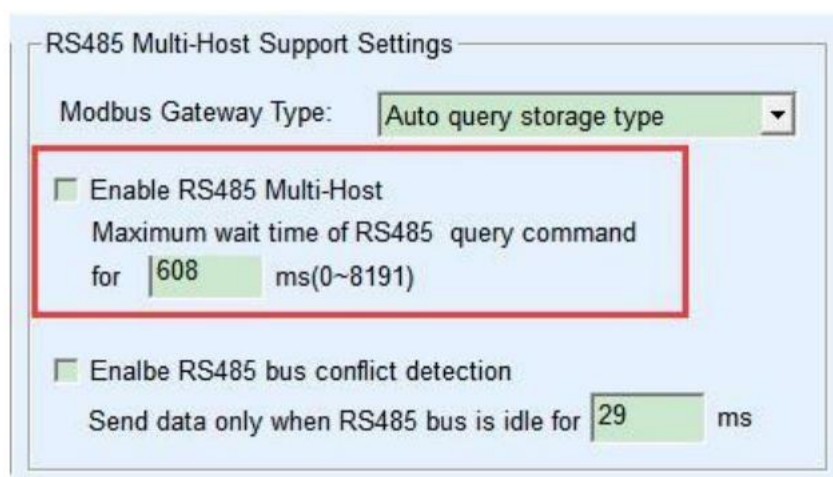 RS485 Multi-Host Support Settings
Modbus Gateway Type: Auto query storage type
Enable RS485 Multi-Host
Maximum wait time of RS485 query command
for 608 ms(0~8191)
Enalbe RS485 bus conflict detection
Send data only when RS485 bus is idle for 29 ms